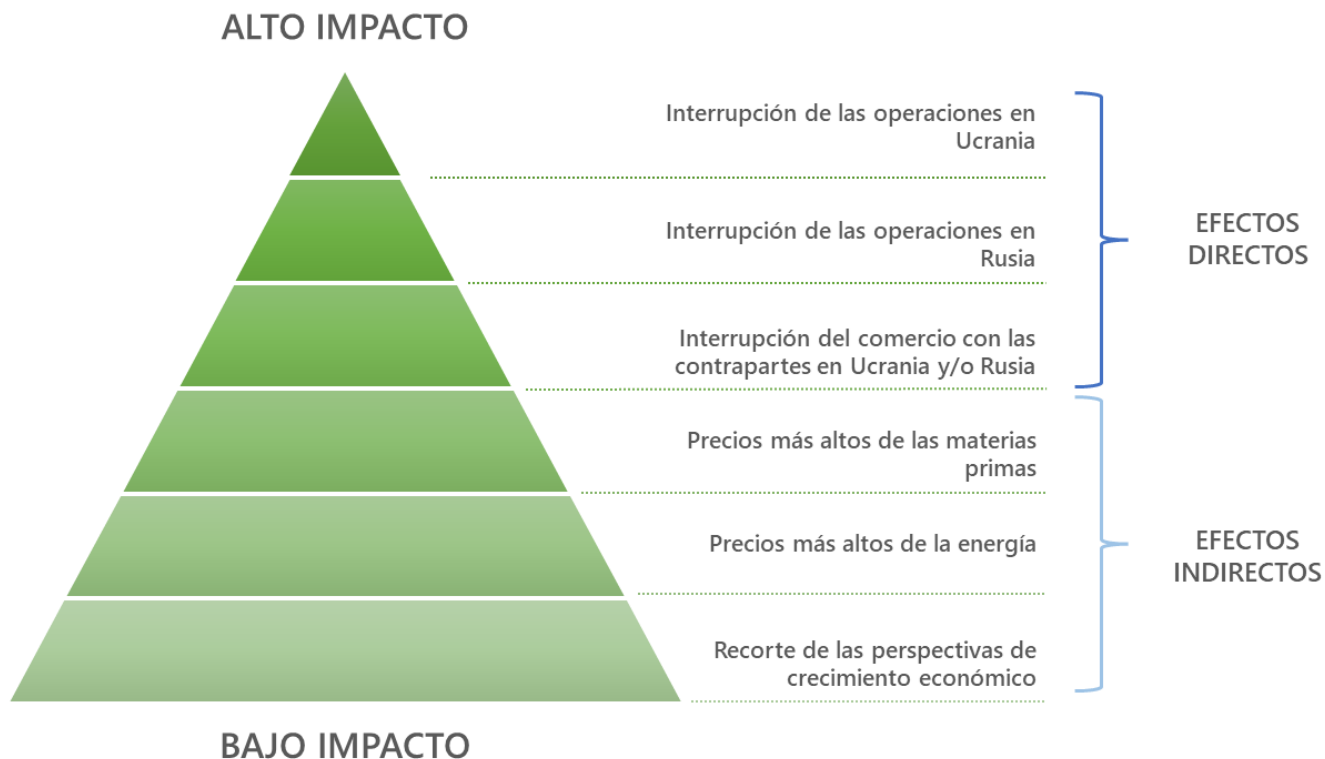 ALTO IMPACTO
Interrupción de las operaciones en
Ucrania
Interrupción de las operaciones en
Rusia
Interrupción del comercio con las
contrapartes en Ucrania y/o Rusia
EFECTOS
DIRECTOS
Precios más altos de las materias
primas
Precios más altos de la energía
Recorte de las perspectivas de
crecimiento económico
EFECTOS
INDIRECTOS
BAJO IMPACTO